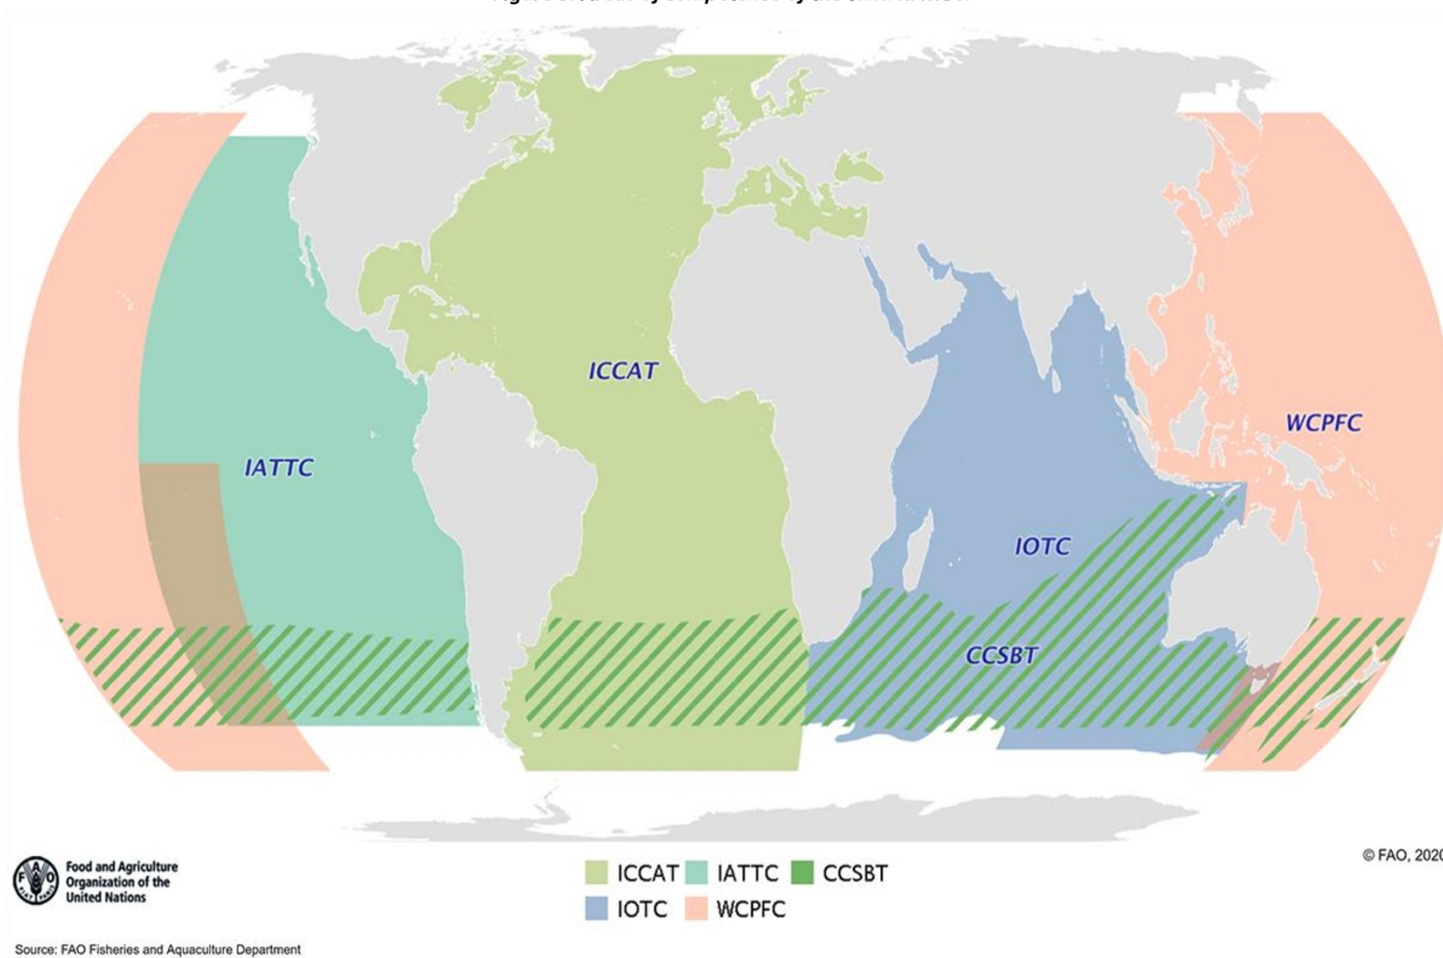 ICCAT
WCPFC
IATTC
IOTC
CCSBT
© FAO, 2020
Food and Agriculture
Organization of the
United Nations
ICCAT IATTC CCSBT
IOTC WCPFC
Source: FAO Fisheries and Aquaculture Department